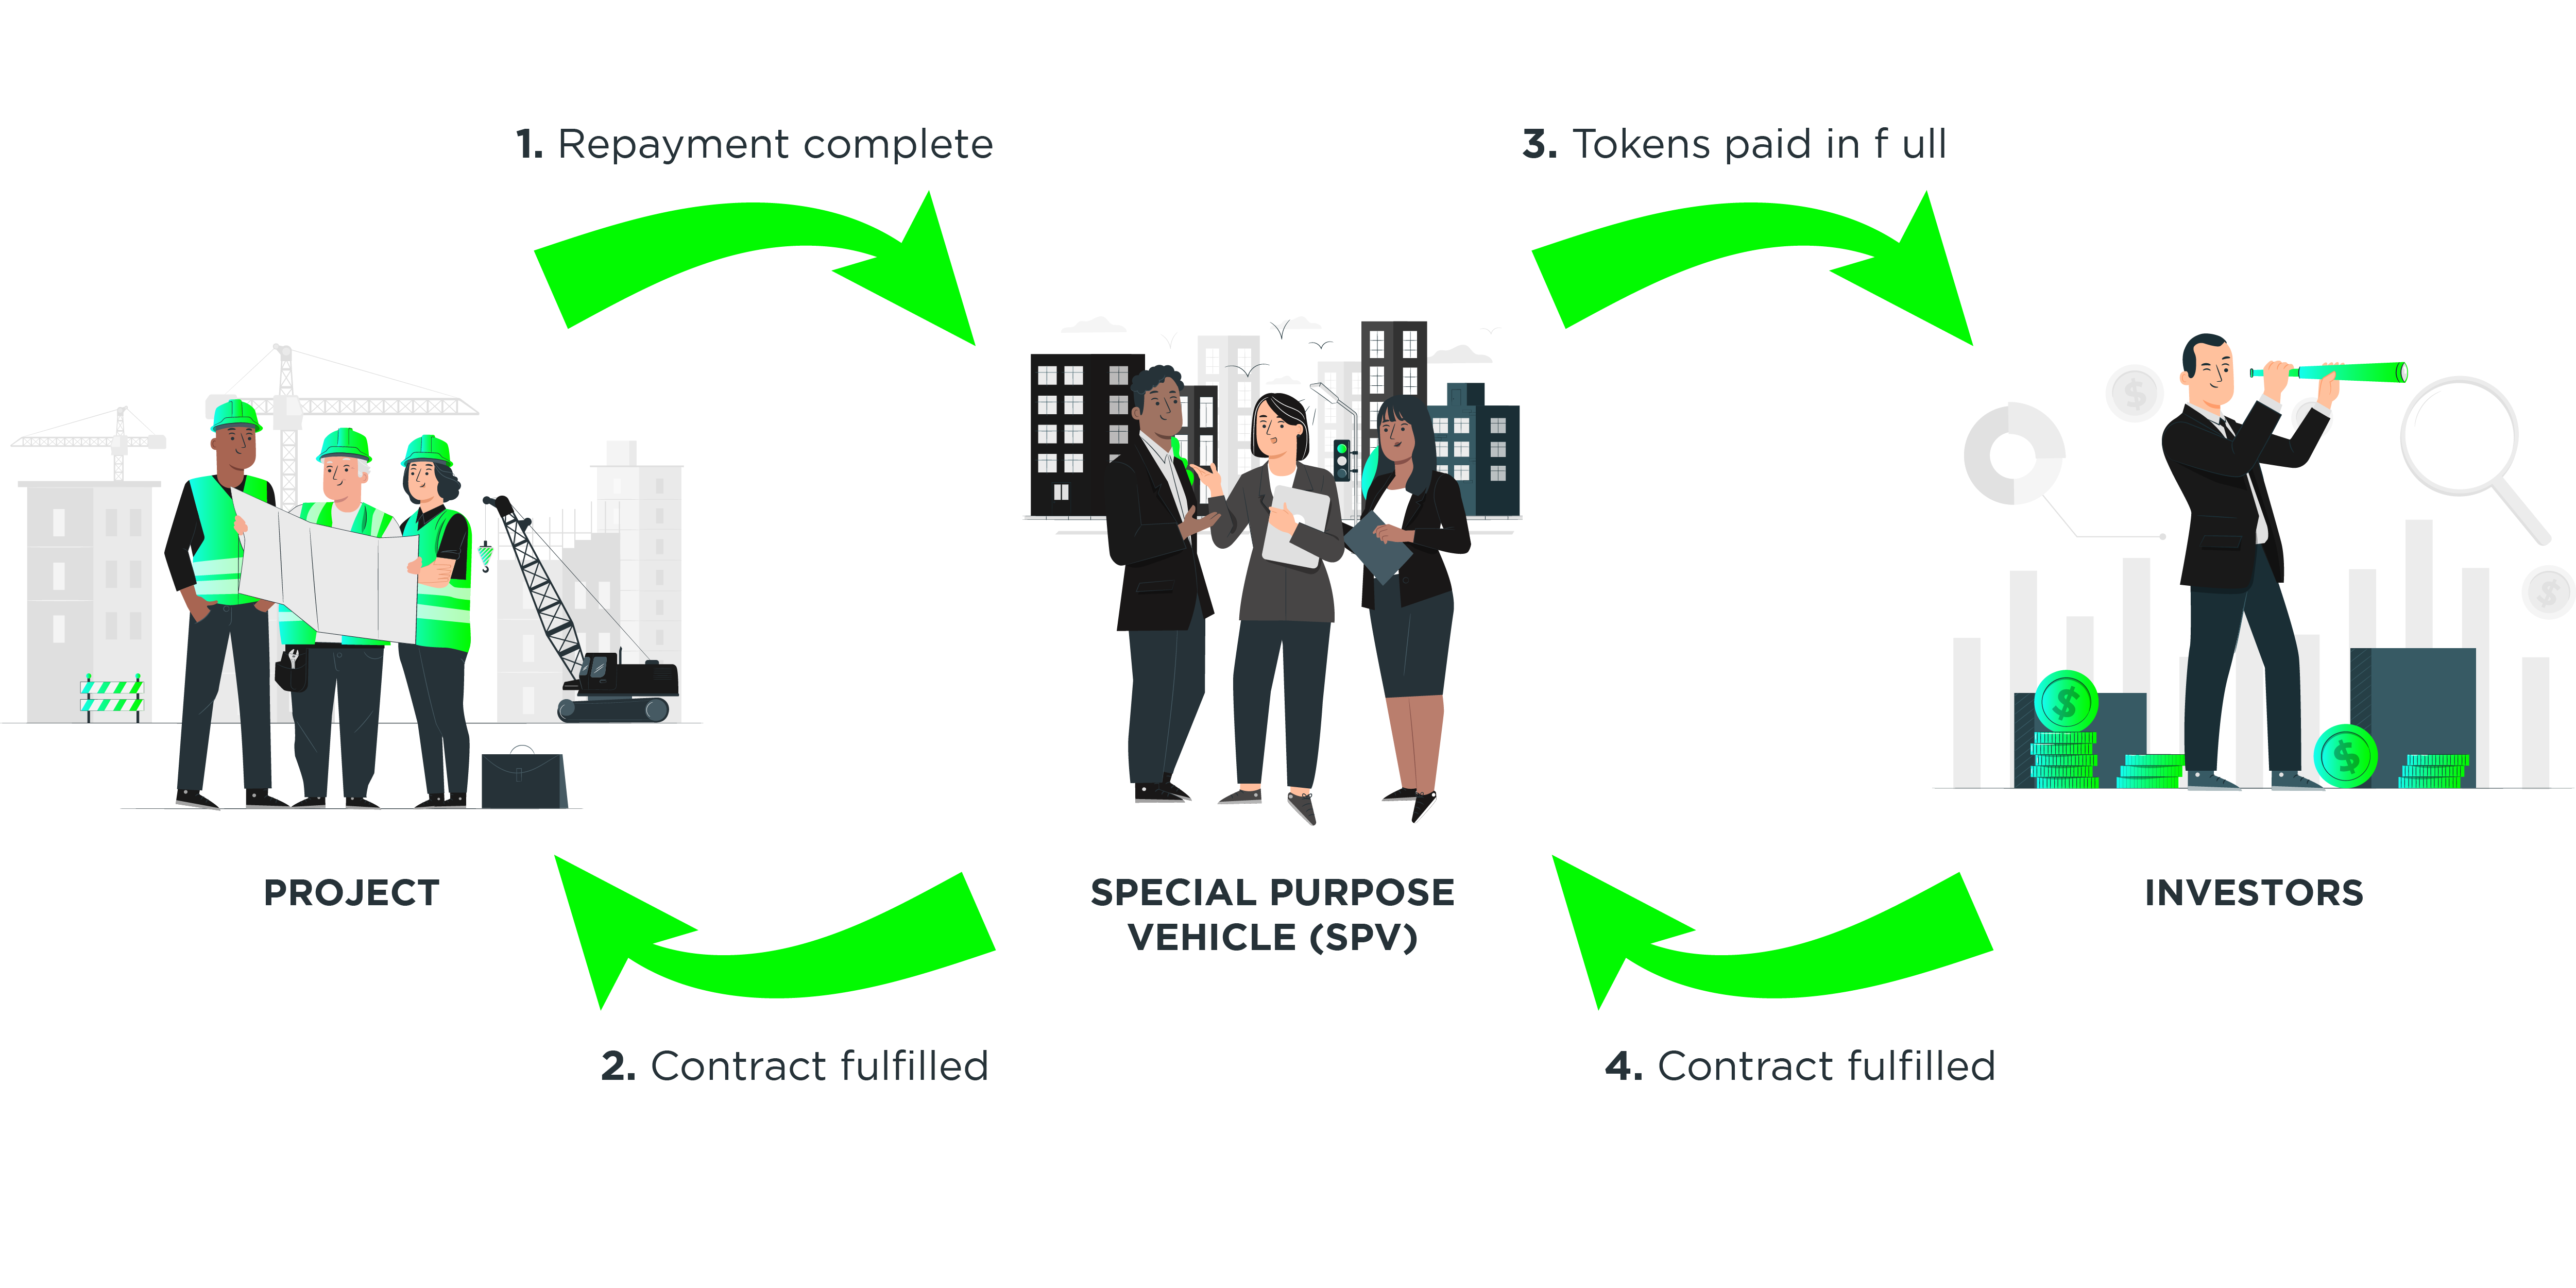 1. Repayment complete
3. Tokens paid in f ull
PROJECT
SPECIAL PURPOSE
VEHICLE (SPV)
INVESTORS
2. Contract fulfilled
4. Contract fulfilled